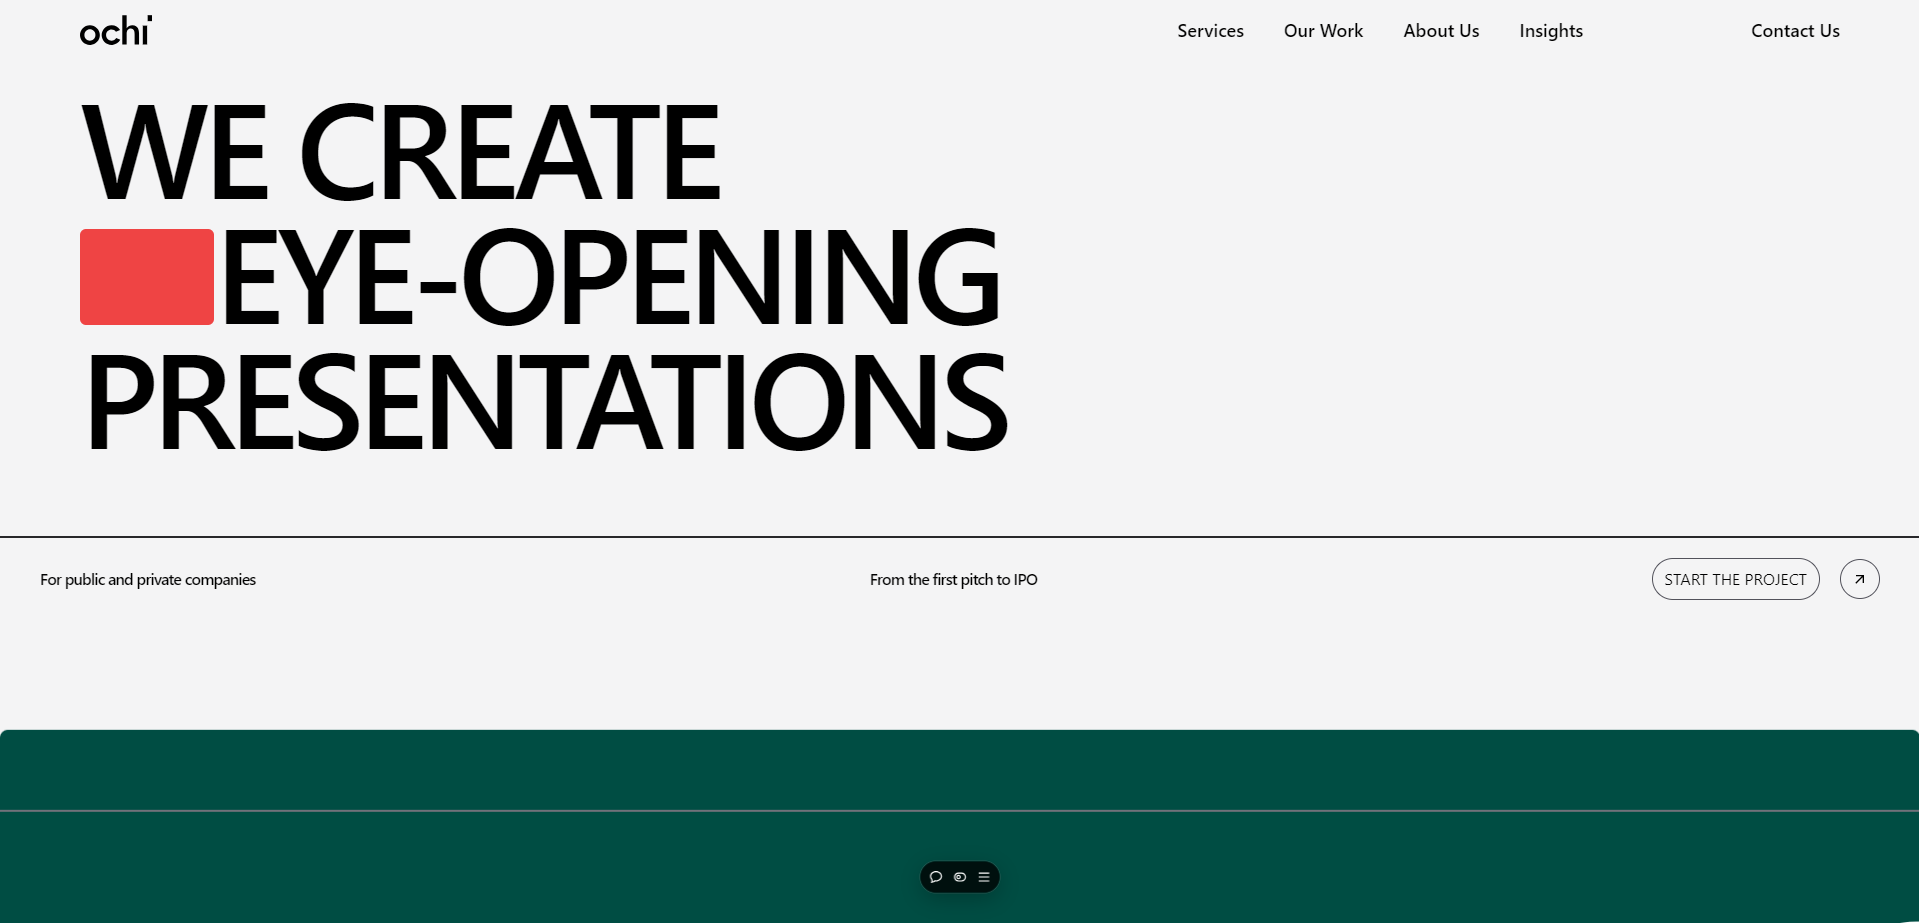 ochi
Services Our Work About Us Insights Contact Us
WE CREATE
EYE-OPENING
PRESENTATIONS
For public and private companies From the first pitch to IPO START THE PROJECT